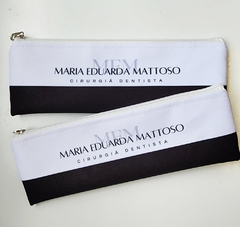 MEM
MARIA EDUARDA MATTOSO
CIRURGIÃ DENTISTA
MEM
MARIA EDUARDA MATTOSO
CIRURGIÃ DENTISTA